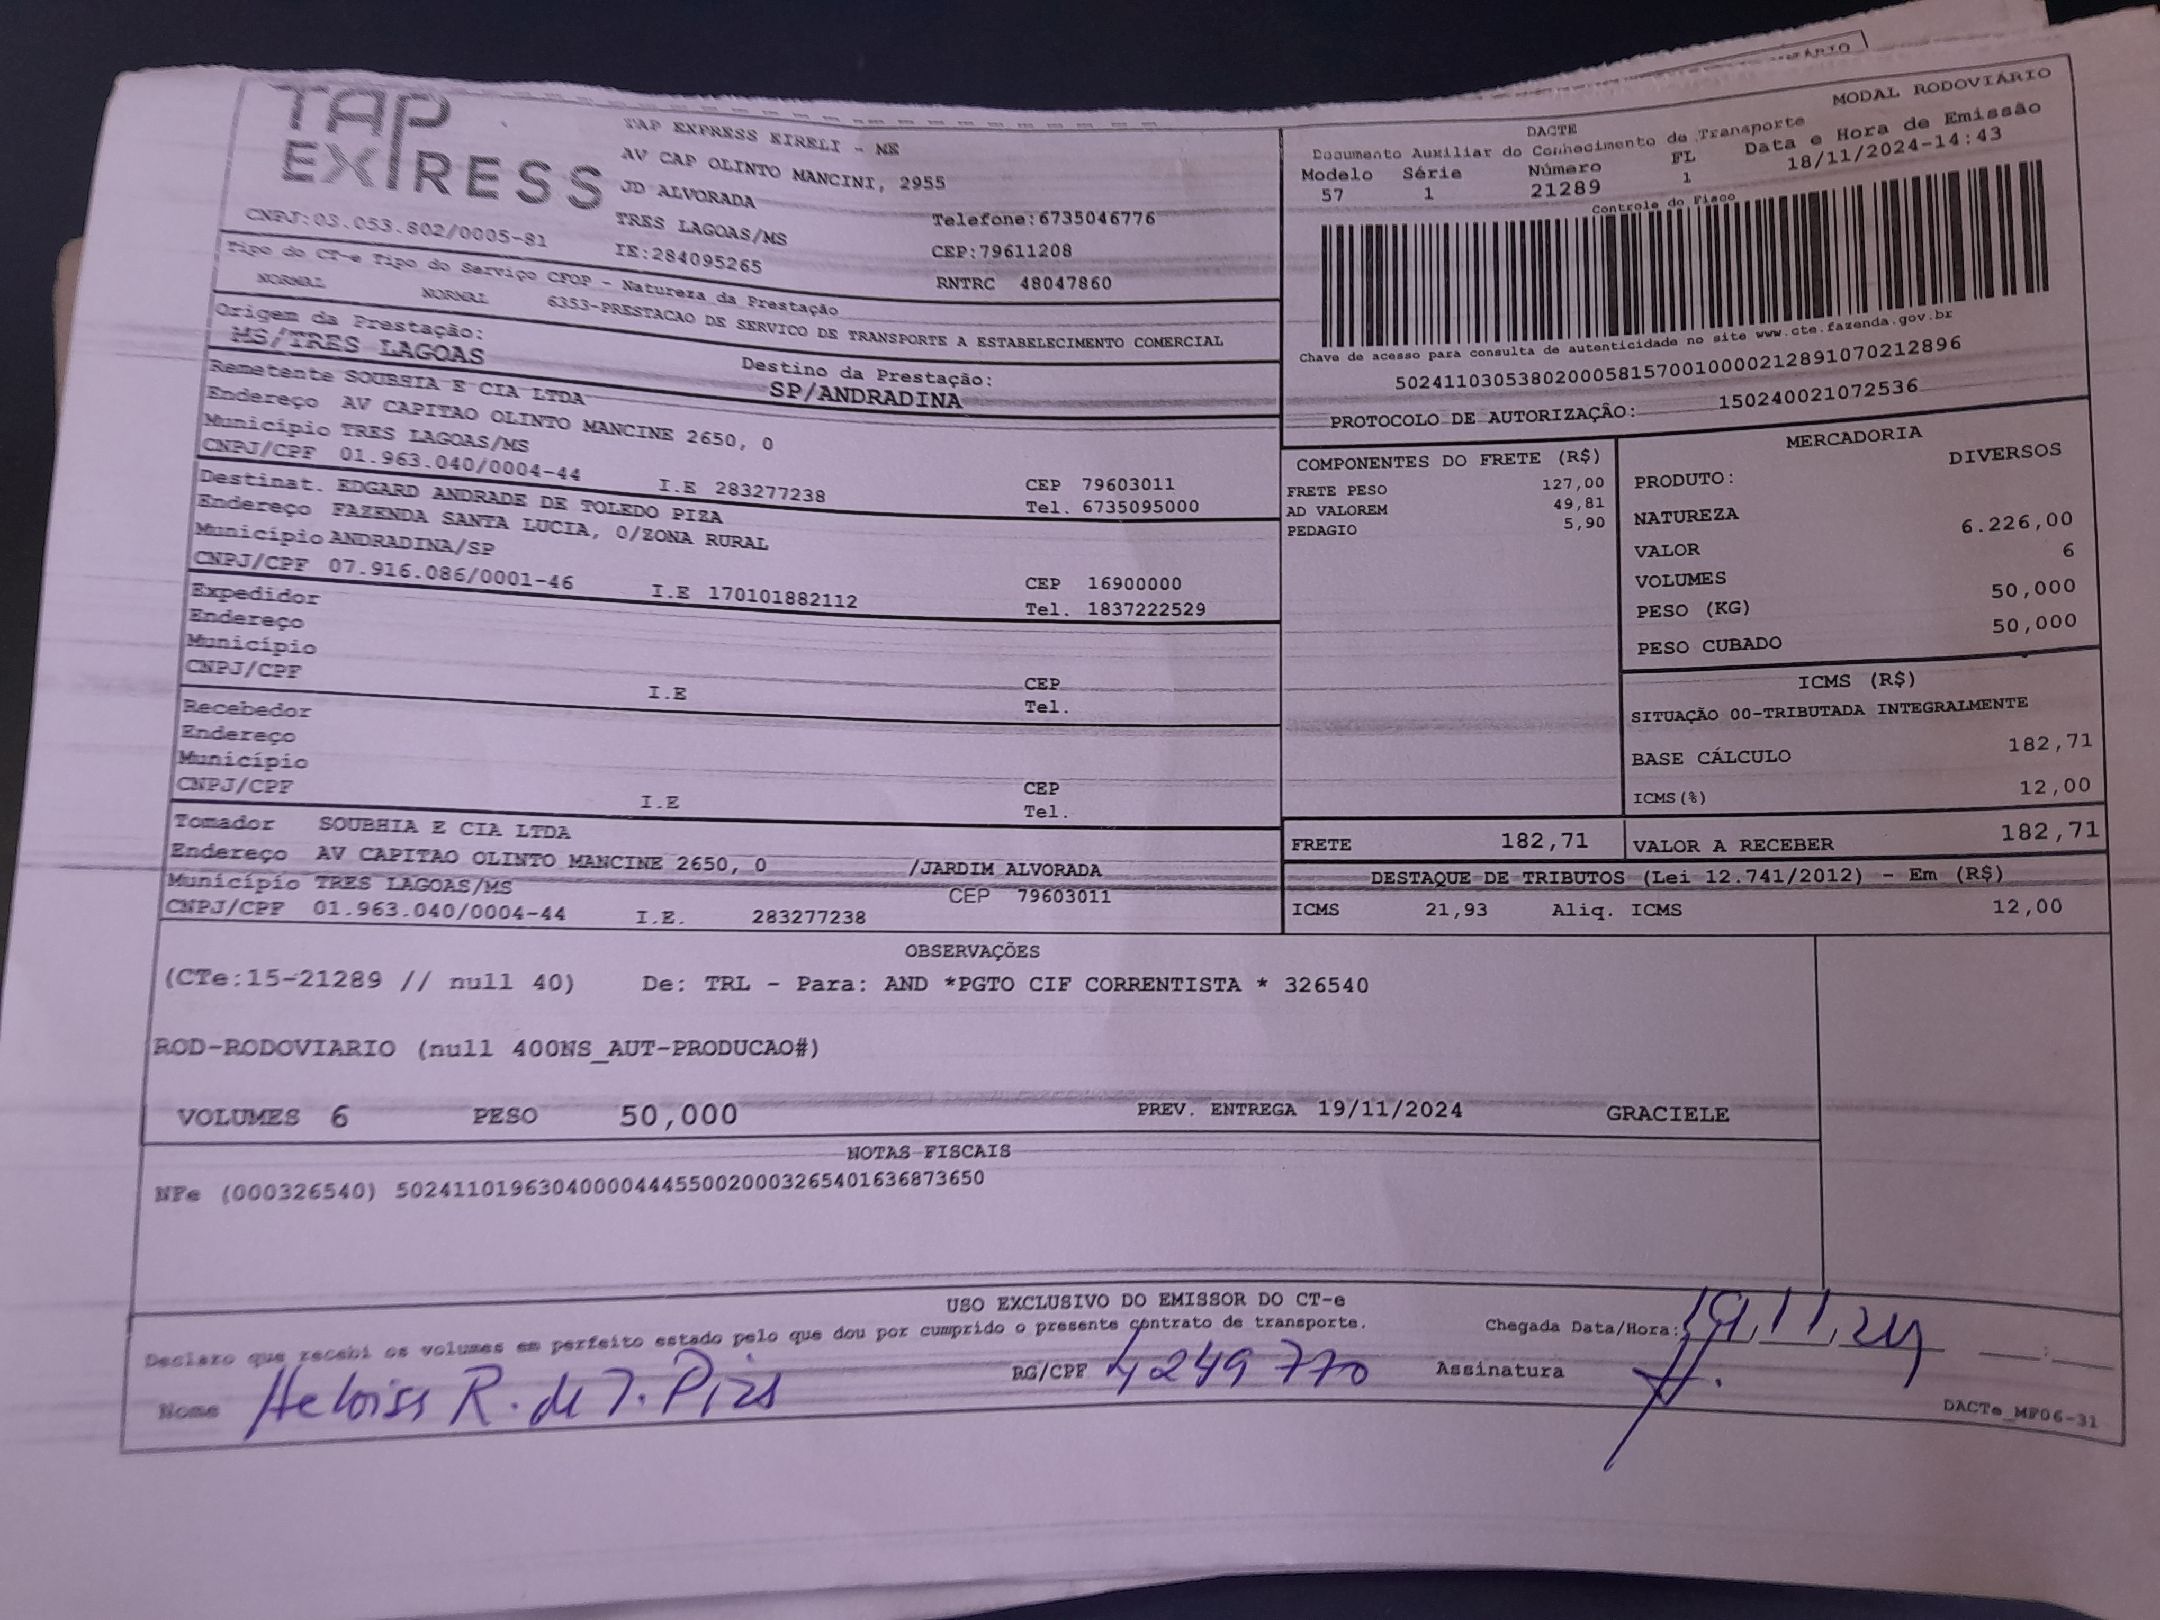 TAP
EXPRESS
TAP EXPRESS EIRELI - NE
AV CAP OLINTO MANCINI, 2955
JD ALVORADA
TRES LAGOAS/MS
Telefone:6735046776
CNPJ:03.053.802/0005-81
IE:284095265
CEP:79611208
RNTRC 48047860
Tipo do CT-e Tipo do Serviço CFOP - Natureza da Prestação
NORMAL NORMAL 6353-PRESTACAO DE SERVICO DE TRANSPORTE A ESTABELECIMENTO COMERCIAL
Origem da Prestação: Destino da Prestação:
MS/TRES LAGOAS SP/ANDRADINA
Remetente SOUBHIA E CIA LTDA
Endereço AV CAPITAO OLINTO MANCINE 2650, 0
Município TRES LAGOAS/MS CEP 79603011
CNPJ/CPF 01.963.040/0004-44 I.E 283277238 Tel. 6735095000
Destinat. EDGARD ANDRADE DE TOLEDO PIZA
Endereço FAZENDA SANTA LUCIA, 0/ZONA RURAL
Município ANDRADINA/SP CEP 16900000
CNPJ/CPF 07.916.086/0001-46 I.E 170101882112 Tel. 1837222529
Expedidor
Endereço
Município CEP
CNPJ/CPF I.E Tel.
Recebedor
Endereço
Município CEP
CNPJ/CPF I.E Tel.
Tomador SOUBHIA E CIA LTDA
Endereço AV CAPITAO OLINTO MANCINE 2650, 0 /JARDIM ALVORADA
Município TRES LAGOAS/MS CEP 79603011
CNPJ/CPF 01.963.040/0004-44 I.E. 283277238
DACTE MODAL RODOVIÁRIO
Documento Auxiliar do Conhecimento de Transporte
Modelo Série Número FL Data e Hora de Emissão
57 1 21289 1 18/11/2024-14:43
Controle do Fisco
Chave de acesso para consulta de autenticidade no site www.cte.fazenda.gov.br
50241103053802000581570010000212891070212896
PROTOCOLO DE AUTORIZAÇÃO: 150240021072536
COMPONENTES DO FRETE (R$)
FRETE PESO 127,00
AD VALOREM 49,81
PEDAGIO 5,90
MERCADORIA
PRODUTO: DIVERSOS
NATUREZA
VALOR 6.226,00
VOLUMES 6
PESO (KG) 50,000
PESO CUBADO 50,000
ICMS (R$)
SITUAÇÃO 00-TRIBUTADA INTEGRALMENTE
BASE CÁLCULO 182,71
ICMS(%) 12,00
FRETE 182,71 VALOR A RECEBER 182,71
DESTAQUE DE TRIBUTOS (Lei 12.741/2012) - Em (R$)
ICMS 21,93 Aliq. ICMS 12,00
OBSERVAÇÕES
(CTe:15-21289 // null 40) De: TRL - Para: AND *PGTO CIF CORRENTISTA * 326540
ROD-RODOVIARIO (null 400NS_AUT-PRODUCAO#)
VOLUMES 6 PESO 50,000 PREV. ENTREGA 19/11/2024 GRACIELE
NOTAS FISCAIS
NFe (000326540) 50241101963040000444550020003265401636873650
USO EXCLUSIVO DO EMISSOR DO CT-e
Declaro que recebi os volumes em perfeito estado pelo que dou por cumprido o presente contrato de transporte. Chegada Data/Hora: 19,11,24 :
Nome Heloisa R. de T. Piza RG/CPF 4249770 Assinatura
DACTe_MF06-31